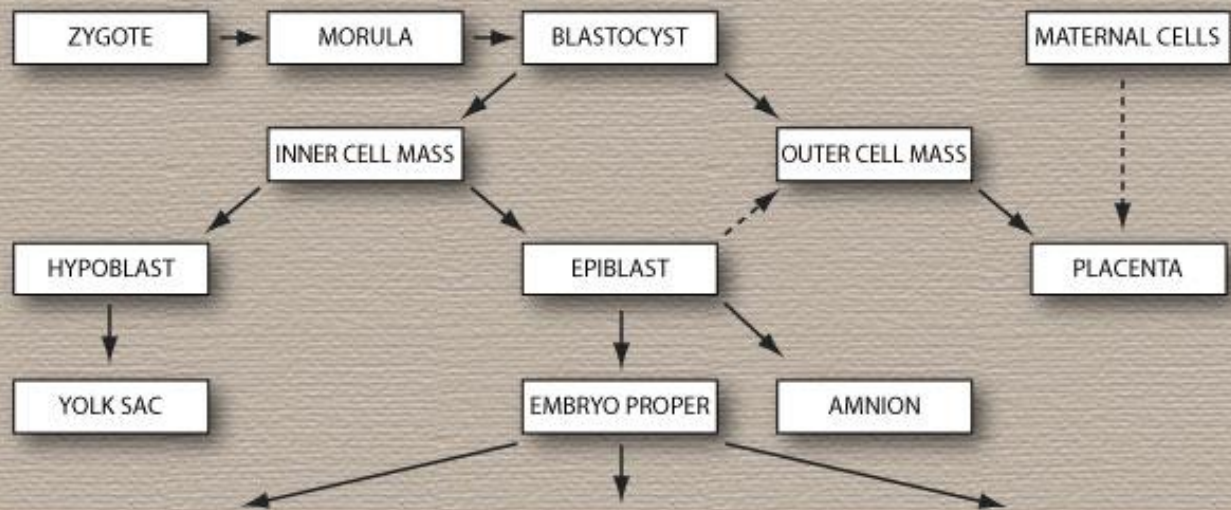 ZYGOTE
MORULA
BLASTOCYST
MATERNAL CELLS
INNER CELL MASS
OUTER CELL MASS
HYPOBLAST
EPIBLAST
PLACENTA
YOLK SAC
EMBRYO PROPER
AMNION